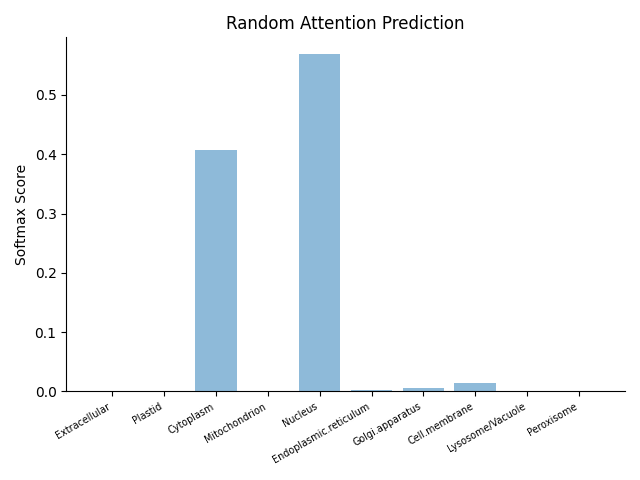 Random Attention Prediction
Softmax Score
0.5
0.4
0.3
0.2
0.1
0.0
Extracellular
Plastid
Cytoplasm
Mitochondrion
Nucleus
Endoplasmic.reticulum
Golgi.apparatus
Cell.membrane
Lysosome/Vacuole
Peroxisome